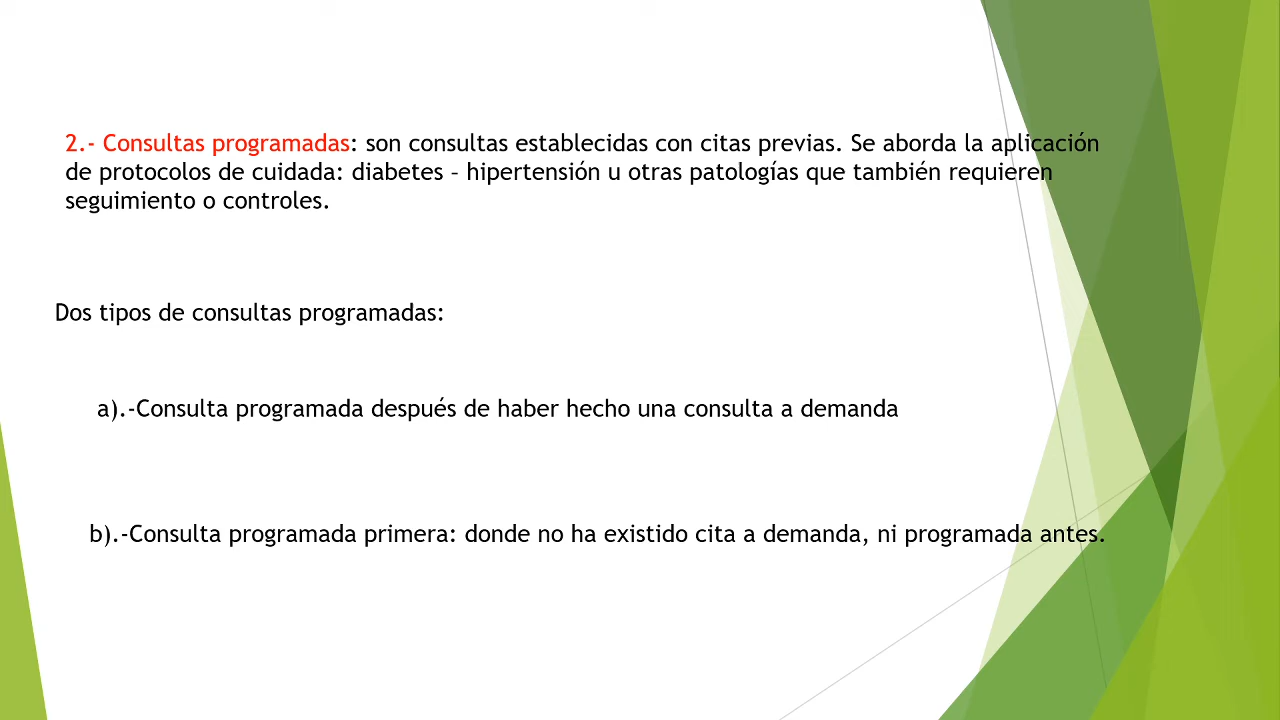 2.- Consultas programadas: son consultas establecidas con citas previas. Se aborda la aplicación
de protocolos de cuidada: diabetes – hipertensión u otras patologías que también requieren
seguimiento o controles.
Dos tipos de consultas programadas:
a).-Consulta programada después de haber hecho una consulta a demanda
b).-Consulta programada primera: donde no ha existido cita a demanda, ni programada antes.